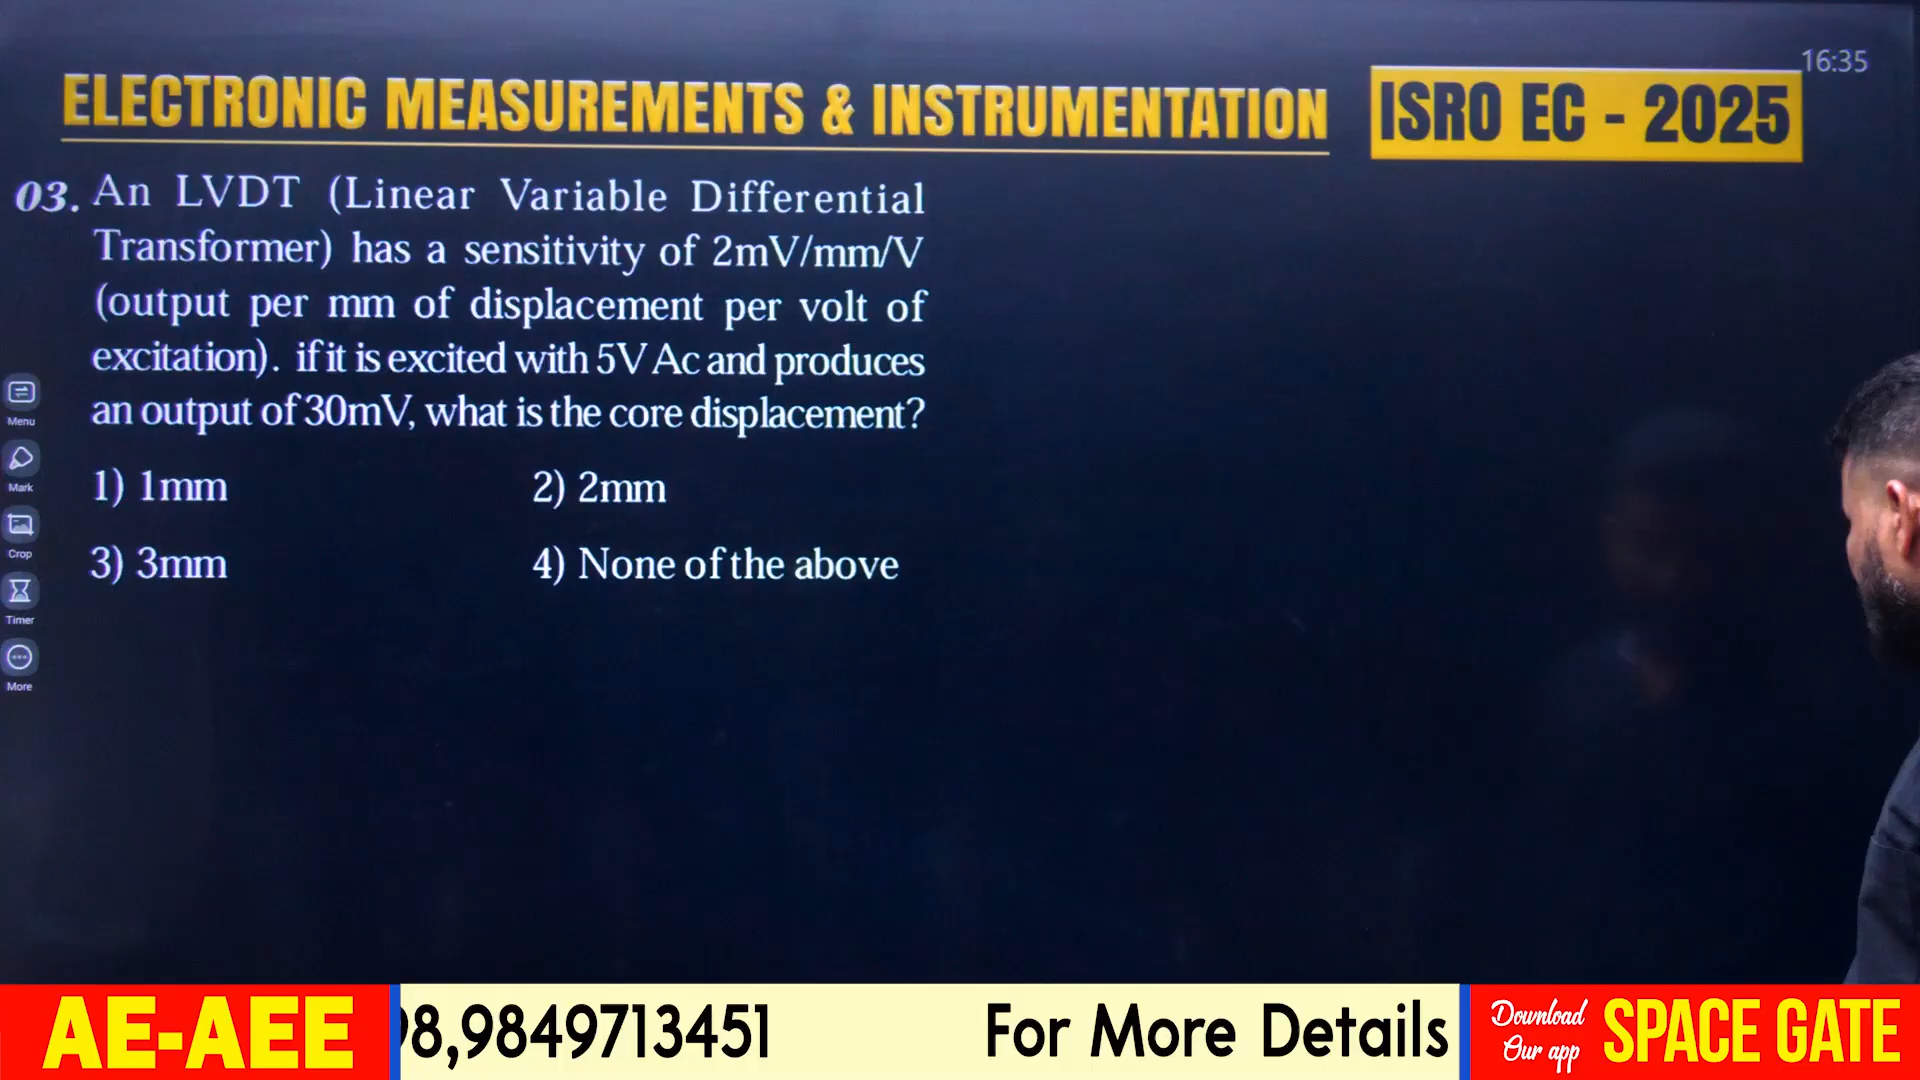 16:35
ELECTRONIC MEASUREMENTS & INSTRUMENTATION
ISRO EC - 2025
03. An LVDT (Linear Variable Differential
Transformer) has a sensitivity of 2mV/mm/V
(output per mm of displacement per volt of
excitation). if it is excited with 5V Ac and produces
an output of 30mV, what is the core displacement?
1) 1mm
2) 2mm
3) 3mm
4) None of the above
Menu
Mark
Crop
Timer
More
AE-AEE
8,9849713451
For More Details
Download
Our app
SPACE GATE